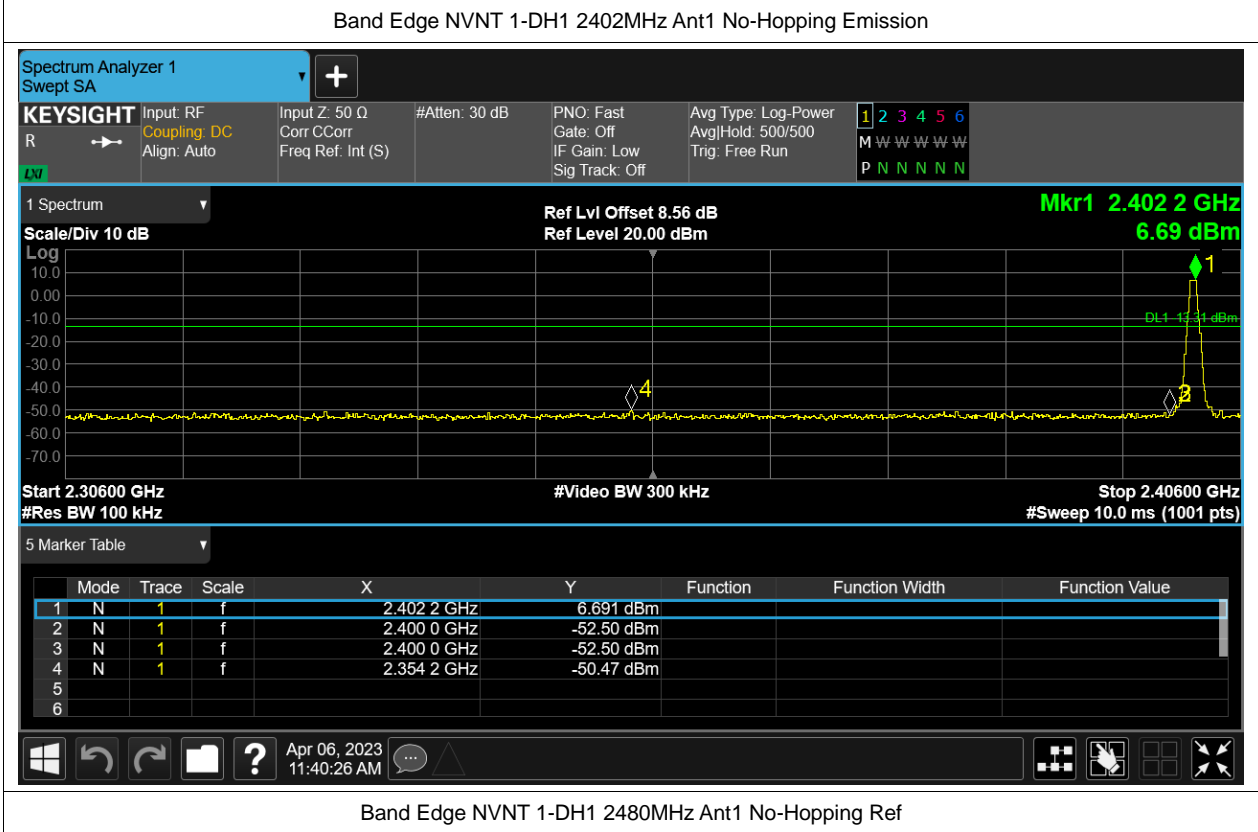 Band Edge NVNT 1-DH1 2402MHz Ant1 No-Hopping Emission
Spectrum Analyzer 1
Swept SA
KEYSIGHT Input: RF Input Z: 50 Ω #Atten: 30 dB PNO: Fast Avg Type: Log-Power 1 2 3 4 5 6
R Coupling: DC Corr CCorr Gate: Off Avg|Hold: 500/500 M W W W W W
Align: Auto Freq Ref: Int (S) IF Gain: Low Trig: Free Run
LXI Sig Track: Off P N N N N N
1 Spectrum
Ref Lvl Offset 8.56 dB Mkr1 2.402 2 GHz
Scale/Div 10 dB Ref Level 20.00 dBm 6.69 dBm
Log
1
10.0
0.00
-10.0
DL1 -13.31 dBm
-20.0
-30.0
-40.0
4
-50.0
-60.0
-70.0
Start 2.30600 GHz #Video BW 300 kHz Stop 2.40600 GHz
#Res BW 100 kHz #Sweep 10.0 ms (1001 pts)
5 Marker Table
Mode Trace Scale X Y Function Function Width Function Value
1 N 1 f 2.402 2 GHz 6.691 dBm
2 N 1 f 2.400 0 GHz -52.50 dBm
3 N 1 f 2.400 0 GHz -52.50 dBm
4 N 1 f 2.354 2 GHz -50.47 dBm
5
6
? Apr 06, 2023
11:40:26 AM
Band Edge NVNT 1-DH1 2480MHz Ant1 No-Hopping Ref